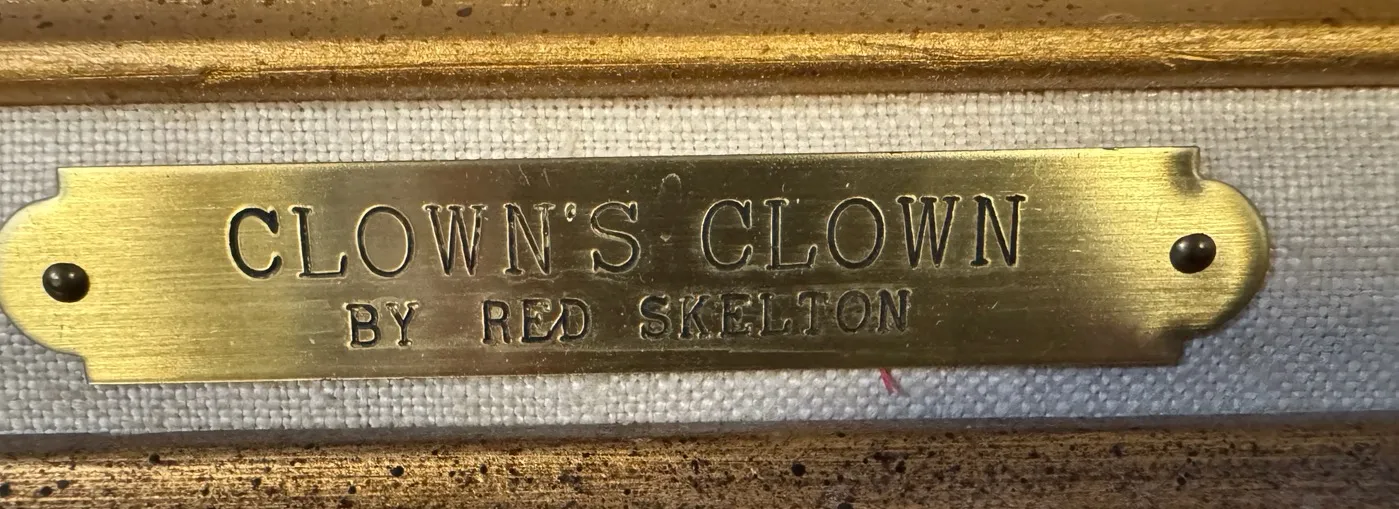 CLOWN'S CLOWN
BY RED SKELTON